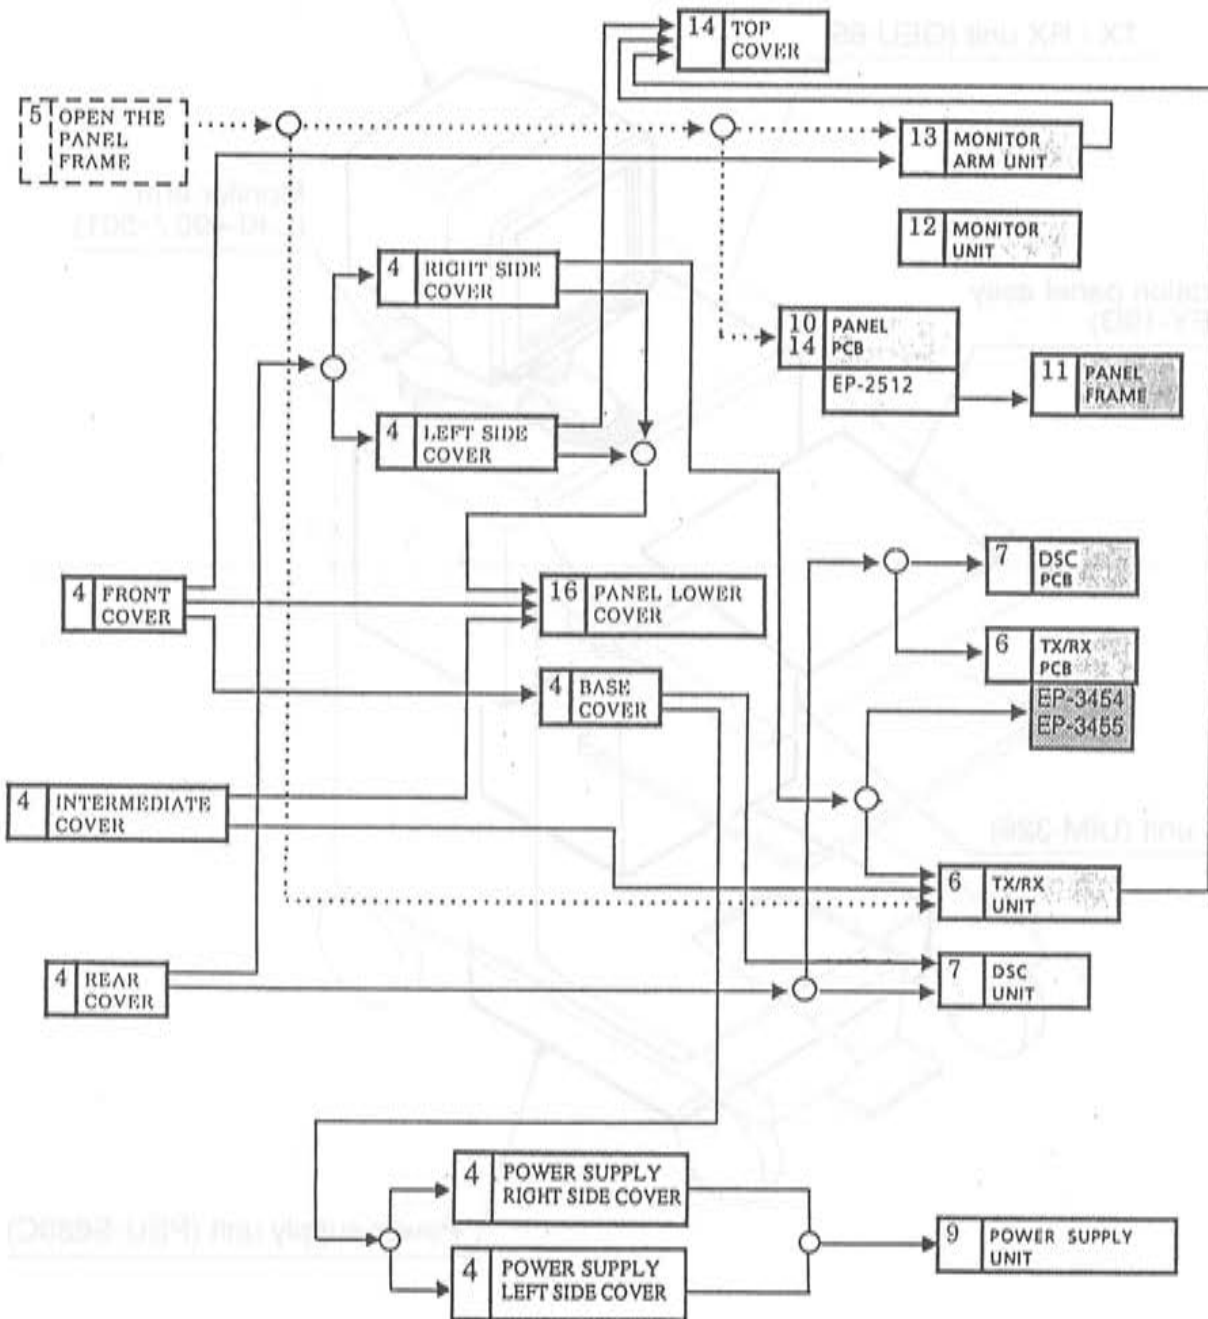 14 TOP
COVER
5 OPEN THE
PANEL
FRAME
13 MONITOR
ARM UNIT
12 MONITOR
UNIT
4 RIGHT SIDE
COVER
10 PANEL
14 PCB
EP-2512
11 PANEL
FRAME
4 LEFT SIDE
COVER
7 DSC
PCB
4 FRONT
COVER
16 PANEL LOWER
COVER
6 TX/RX
PCB
EP-3454
EP-3455
4 BASE
COVER
4 INTERMEDIATE
COVER
6 TX/RX
UNIT
4 REAR
COVER
7 DSC
UNIT
4 POWER SUPPLY
RIGHT SIDE COVER
9 POWER SUPPLY
UNIT
4 POWER SUPPLY
LEFT SIDE COVER